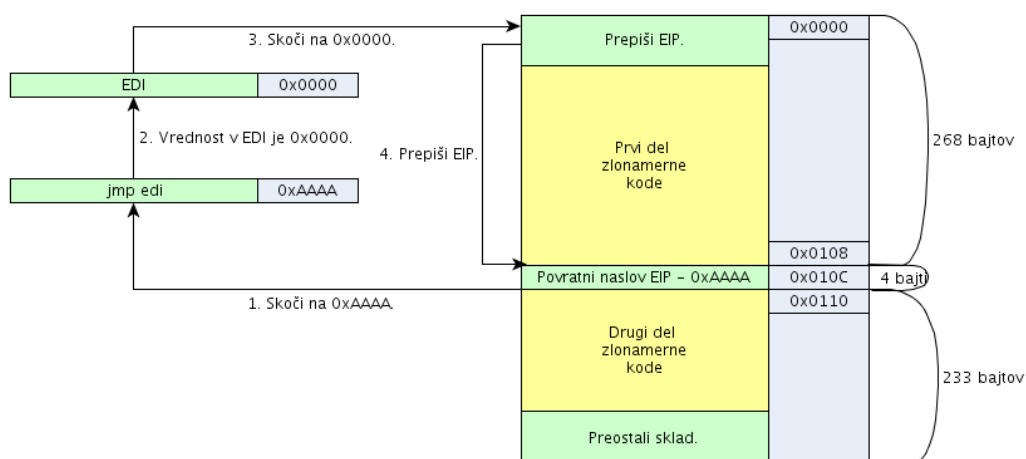 3. Skoči na 0x0000.
Prepiši EIP.
0x0000
EDI
0x0000
2. Vrednost v EDI je 0x0000.
4. Prepiši EIP.
268 bajtov
Prvi del
zlonamerne
kode
jmp edi
0xAAAA
0x0108
Povratni naslov EIP – 0xAAAA
0x010C
4 bajti
1. Skoči na 0xAAAA.
0x0110
Drugi del
zlonamerne
kode
233 bajtov
Preostali sklad.